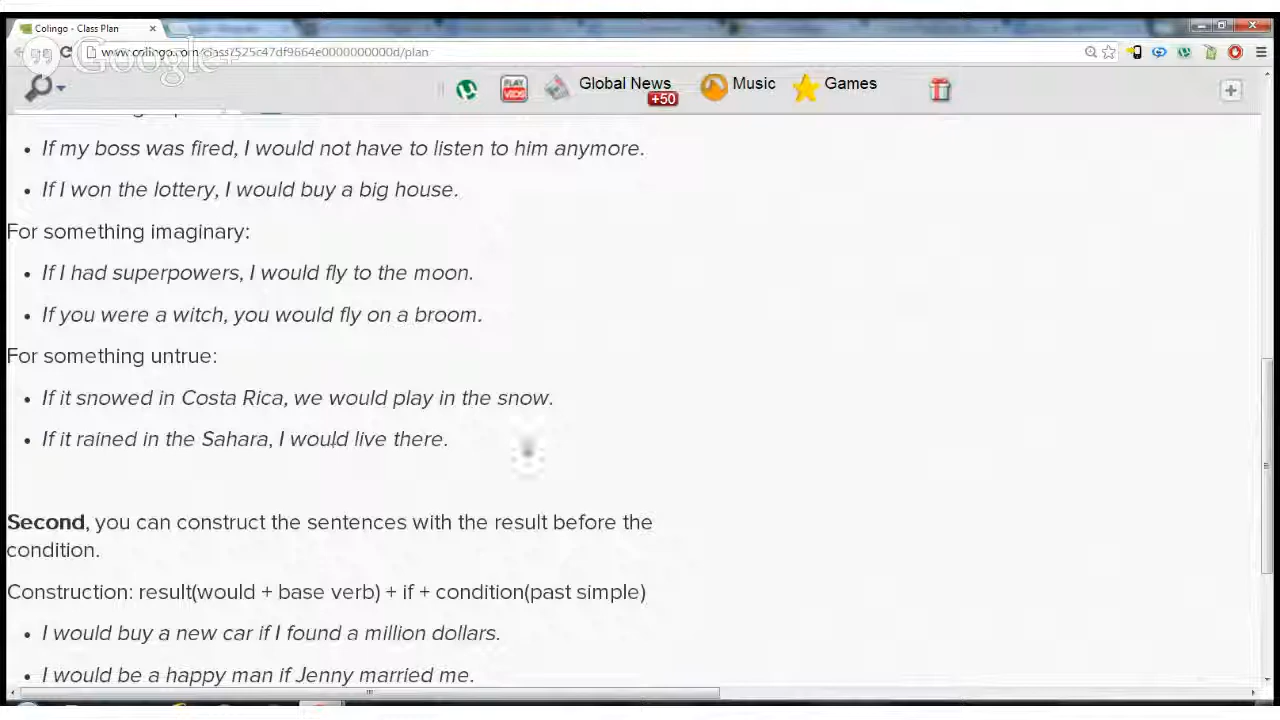 Colingo - Class Plan
www.colingo.com/class/525c47df9664e0000000000d/plan
Google+
PLAY VIDS
Global News
+50
Music
Games
• If my boss was fired, I would not have to listen to him anymore.
• If I won the lottery, I would buy a big house.
For something imaginary:
• If I had superpowers, I would fly to the moon.
• If you were a witch, you would fly on a broom.
For something untrue:
• If it snowed in Costa Rica, we would play in the snow.
• If it rained in the Sahara, I would live there.
Second, you can construct the sentences with the result before the
condition.
Construction: result(would + base verb) + if + condition(past simple)
• I would buy a new car if I found a million dollars.
• I would be a happy man if Jenny married me.